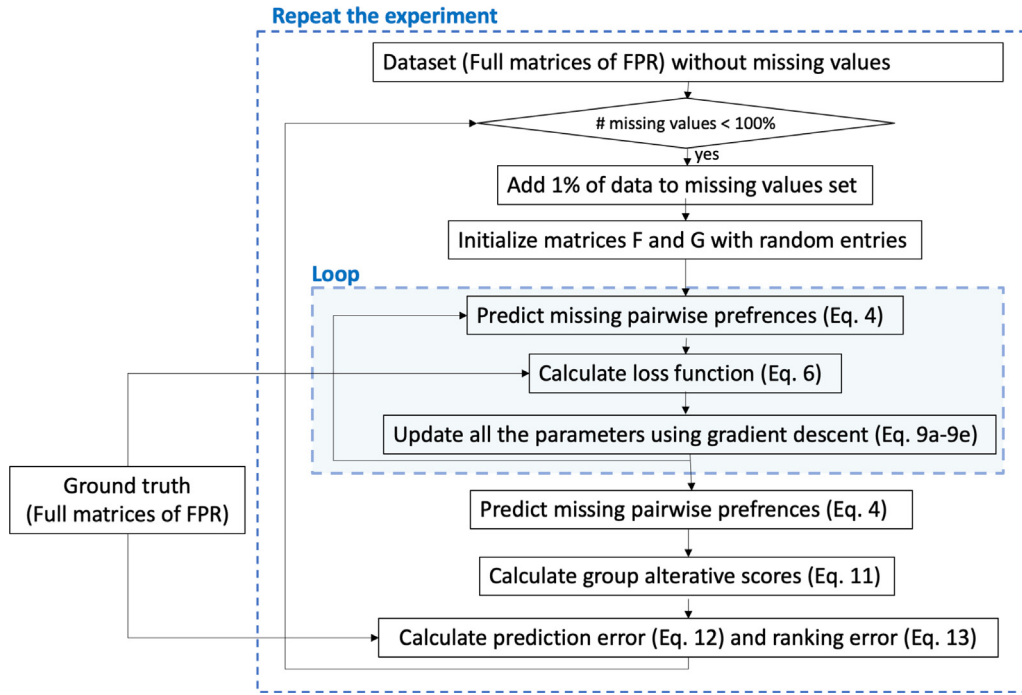 Repeat the experiment
Dataset (Full matrices of FPR) without missing values
# missing values < 100%
yes
Add 1% of data to missing values set
Initialize matrices F and G with random entries
Loop
Predict missing pairwise prefrences (Eq. 4)
Calculate loss function (Eq. 6)
Update all the parameters using gradient descent (Eq. 9a-9e)
Ground truth
(Full matrices of FPR)
Predict missing pairwise prefrences (Eq. 4)
Calculate group alterative scores (Eq. 11)
Calculate prediction error (Eq. 12) and ranking error (Eq. 13)